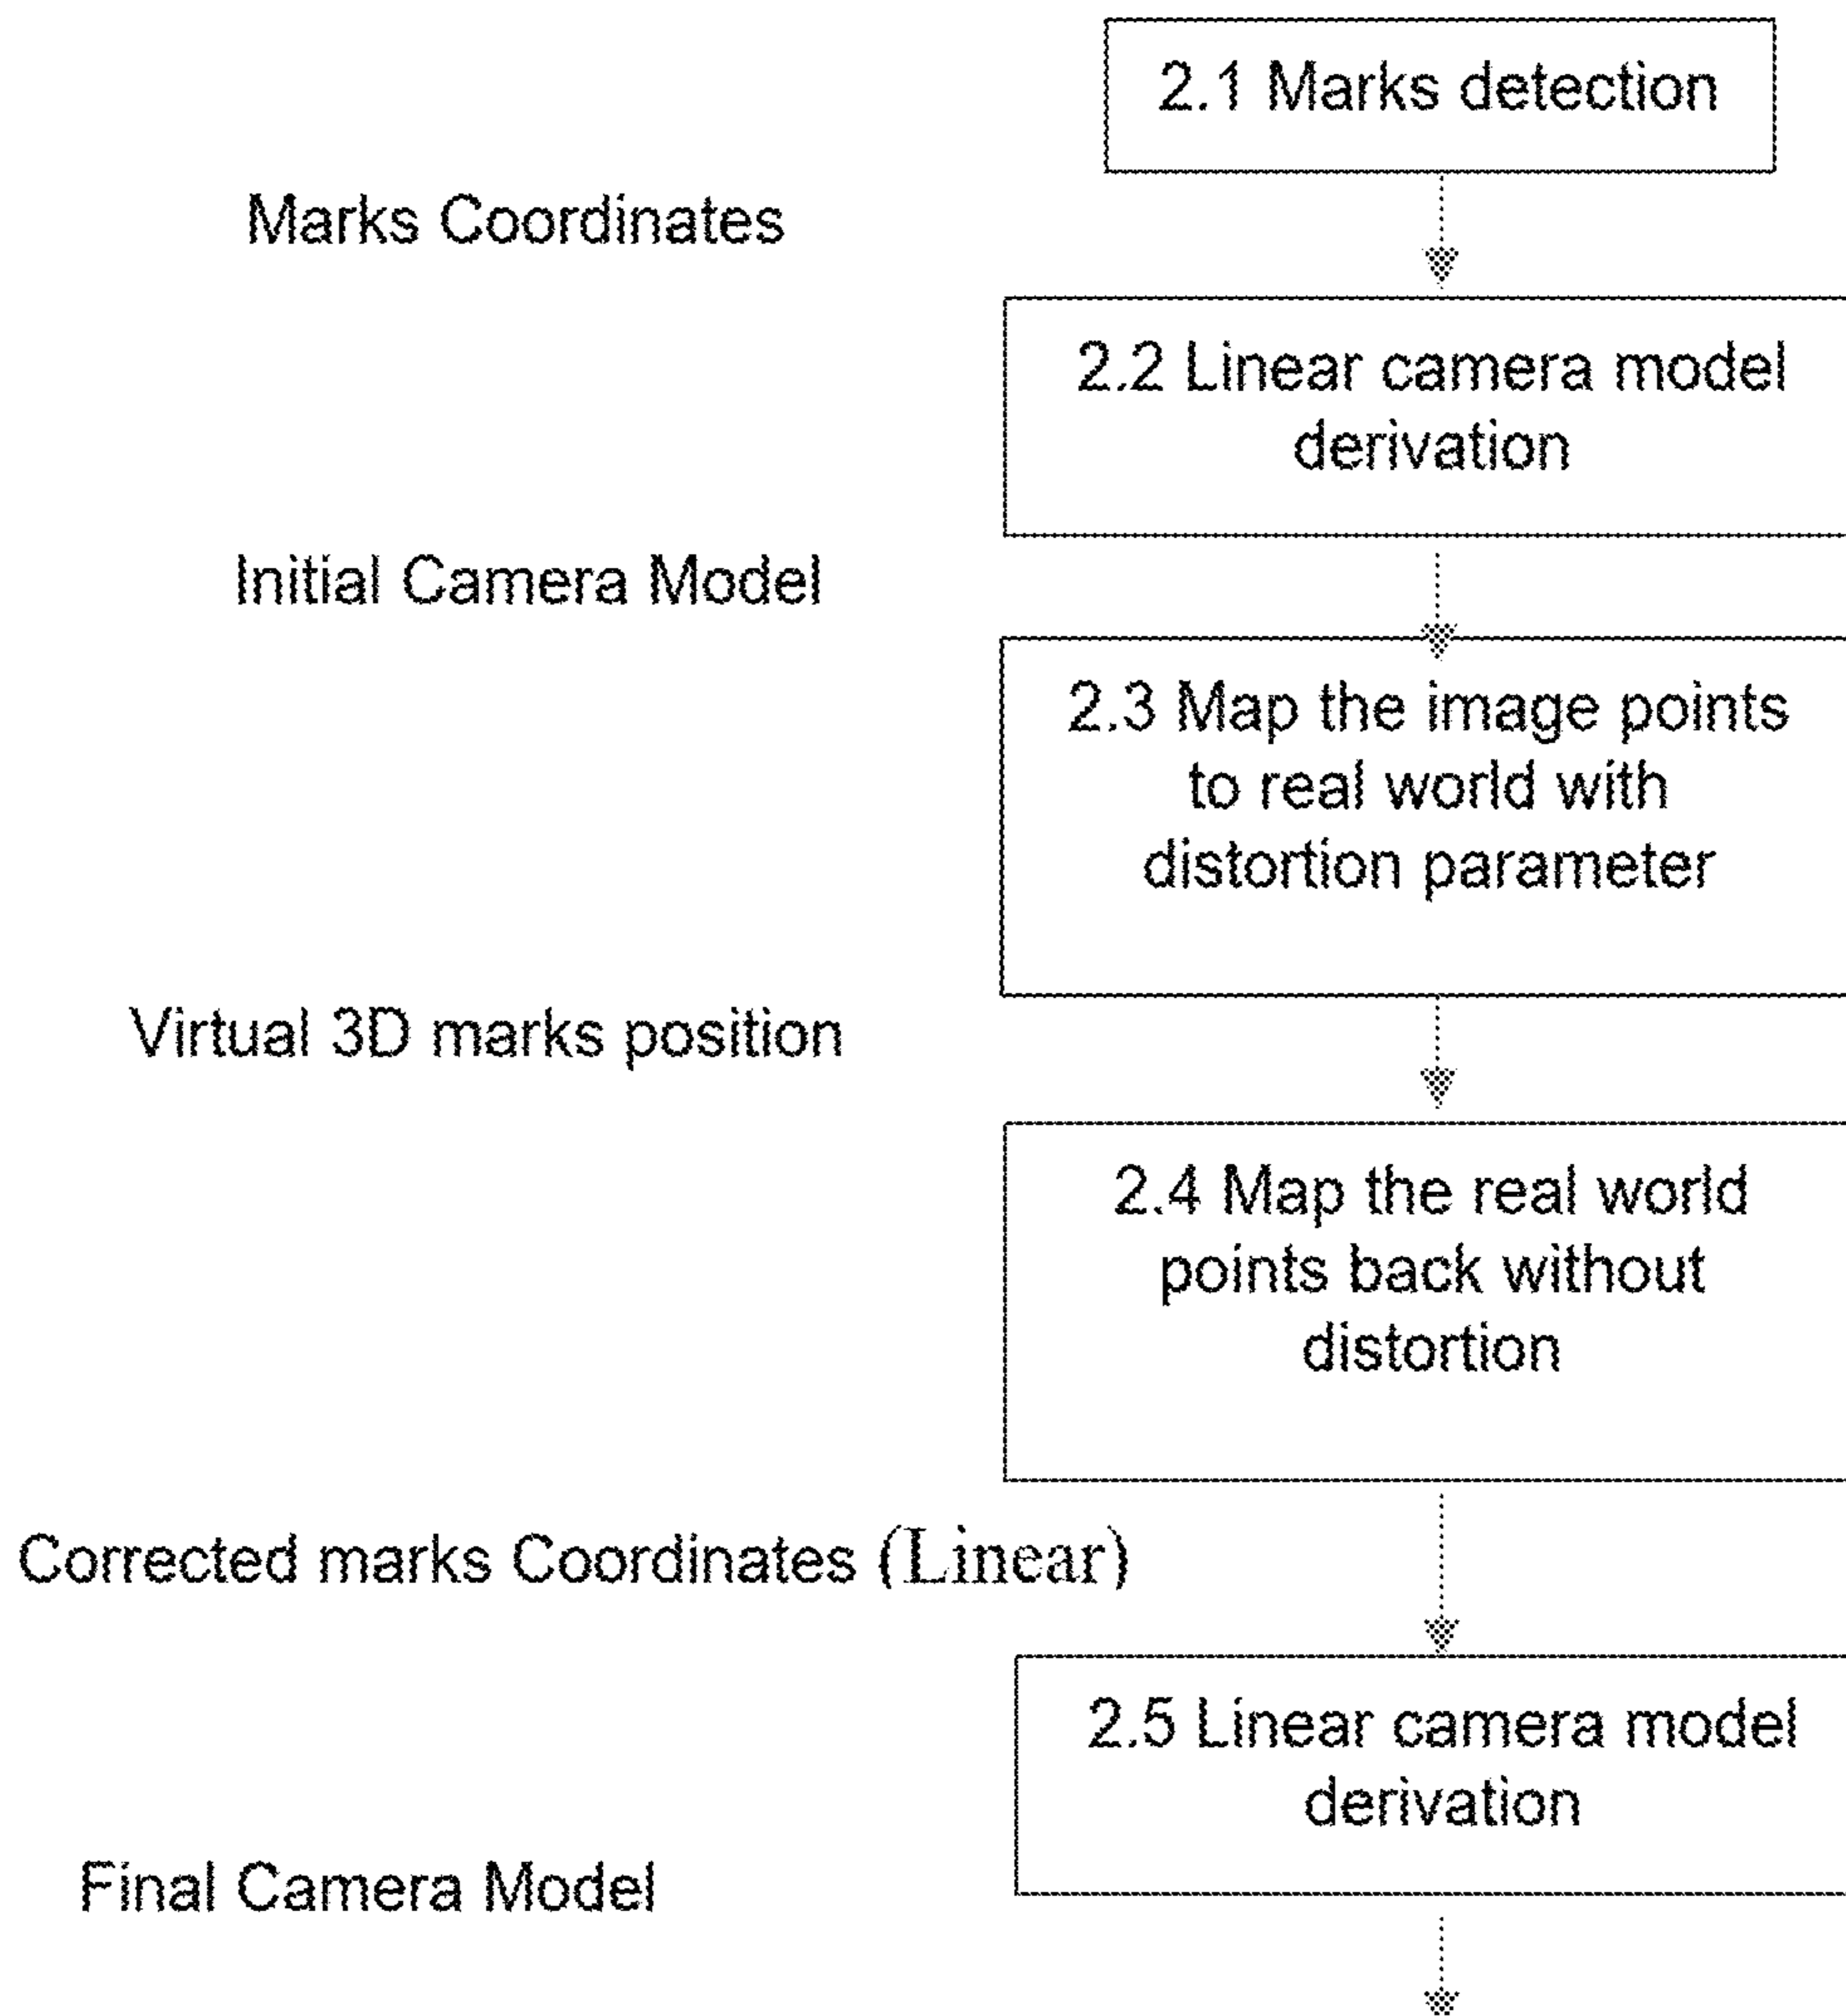 2.1 Marks detection
Marks Coordinates
2.2 Linear camera model
derivation
Initial Camera Model
2.3 Map the image points
to real world with
distortion parameter
Virtual 3D marks position
2.4 Map the real world
points back without
distortion
Corrected marks Coordinates (Linear)
2.5 Linear camera model
derivation
Final Camera Model